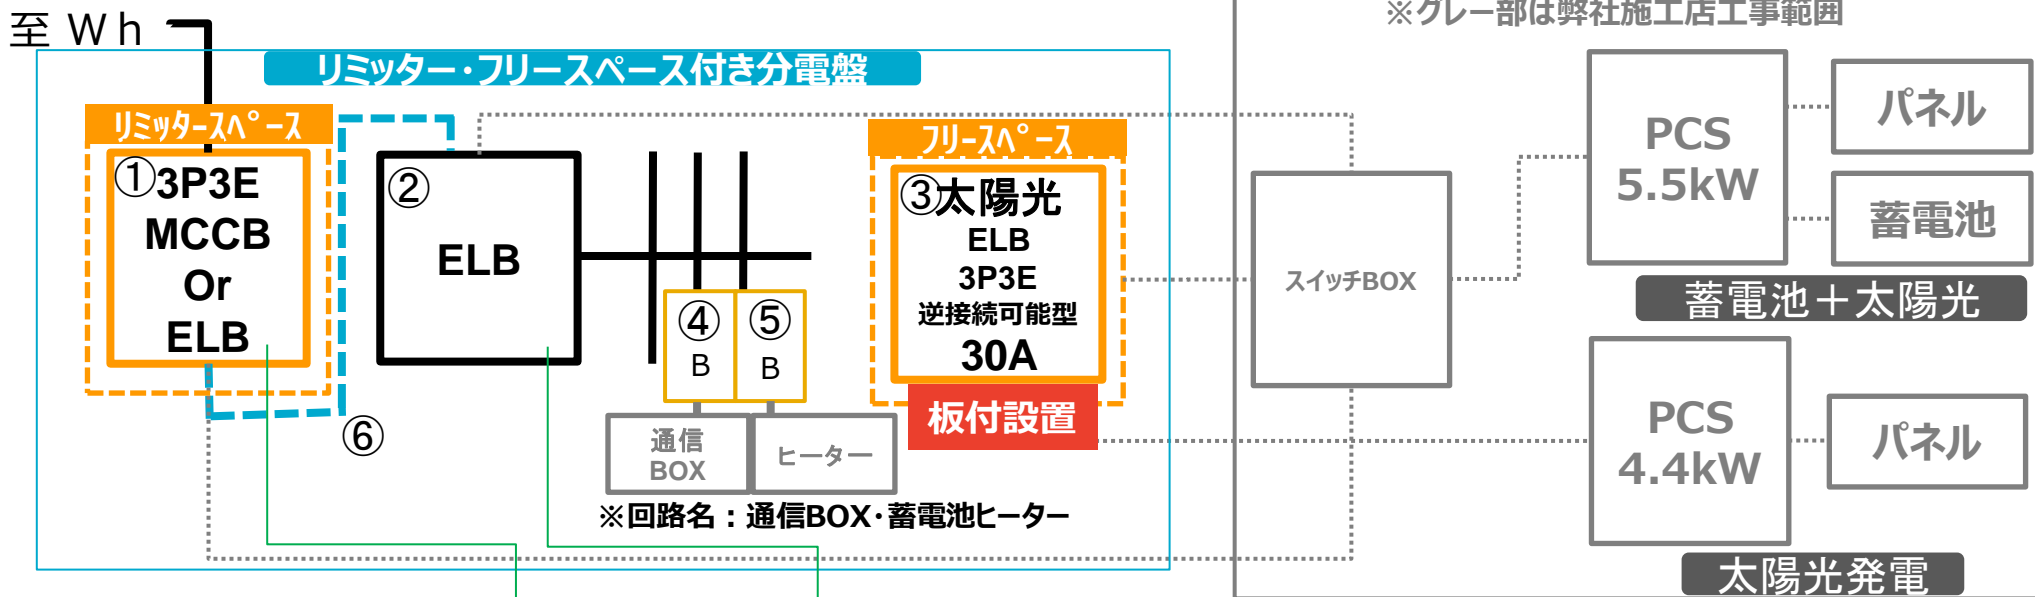 至 Wh
※グレー部は弊社施工店工事範囲
リミッター・フリースペース付き分電盤
リミッタースペース
①3P3E
MCCB
Or
ELB
②
ELB
フリースペース
③太陽光
ELB
3P3E
逆接続可能型
30A
板付設置
④
B
⑤
B
⑥
通信
BOX
ヒーター
※回路名：通信BOX・蓄電池ヒーター
スイッチBOX
PCS
5.5kW
パネル
蓄電池
蓄電池＋太陽光
PCS
4.4kW
パネル
太陽光発電